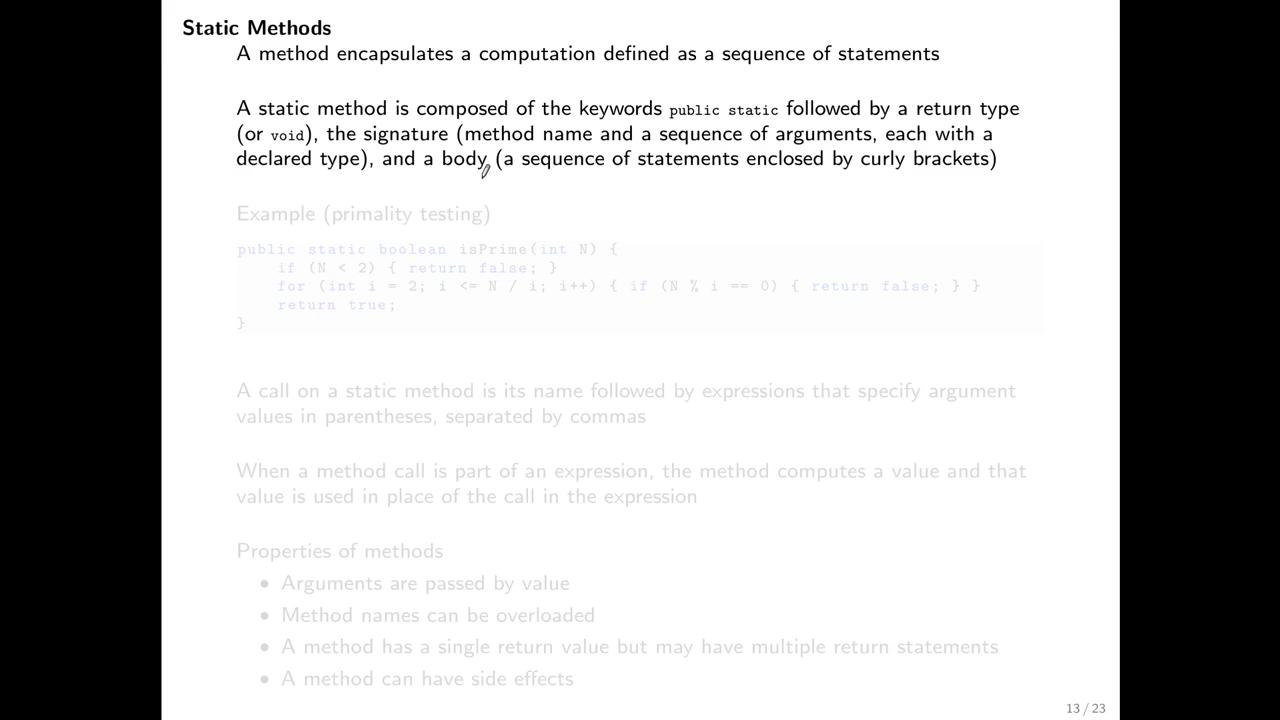 Static Methods
A method encapsulates a computation defined as a sequence of statements
A static method is composed of the keywords public static followed by a return type
(or void), the signature (method name and a sequence of arguments, each with a
declared type), and a body (a sequence of statements enclosed by curly brackets)
Example (primality testing)
public static boolean isPrime(int N) {
    if (N < 2) { return false; }
    for (int i = 2; i <= N / i; i++) { if (N % i == 0) { return false; } }
    return true;
}
A call on a static method is its name followed by expressions that specify argument
values in parentheses, separated by commas
When a method call is part of an expression, the method computes a value and that
value is used in place of the call in the expression
Properties of methods
• Arguments are passed by value
• Method names can be overloaded
• A method has a single return value but may have multiple return statements
• A method can have side effects
13 / 23